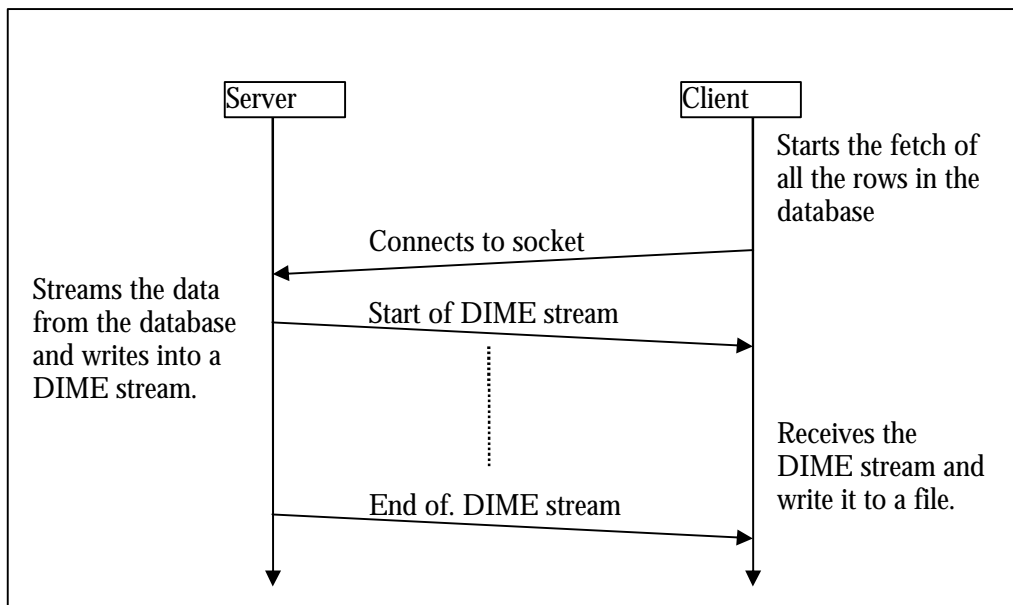 Server
Client
Starts the fetch of
all the rows in the
database
Connects to socket
Streams the data
from the database
and writes into a
DIME stream.
Start of DIME stream
Receives the
DIME stream and
write it to a file.
End of. DIME stream